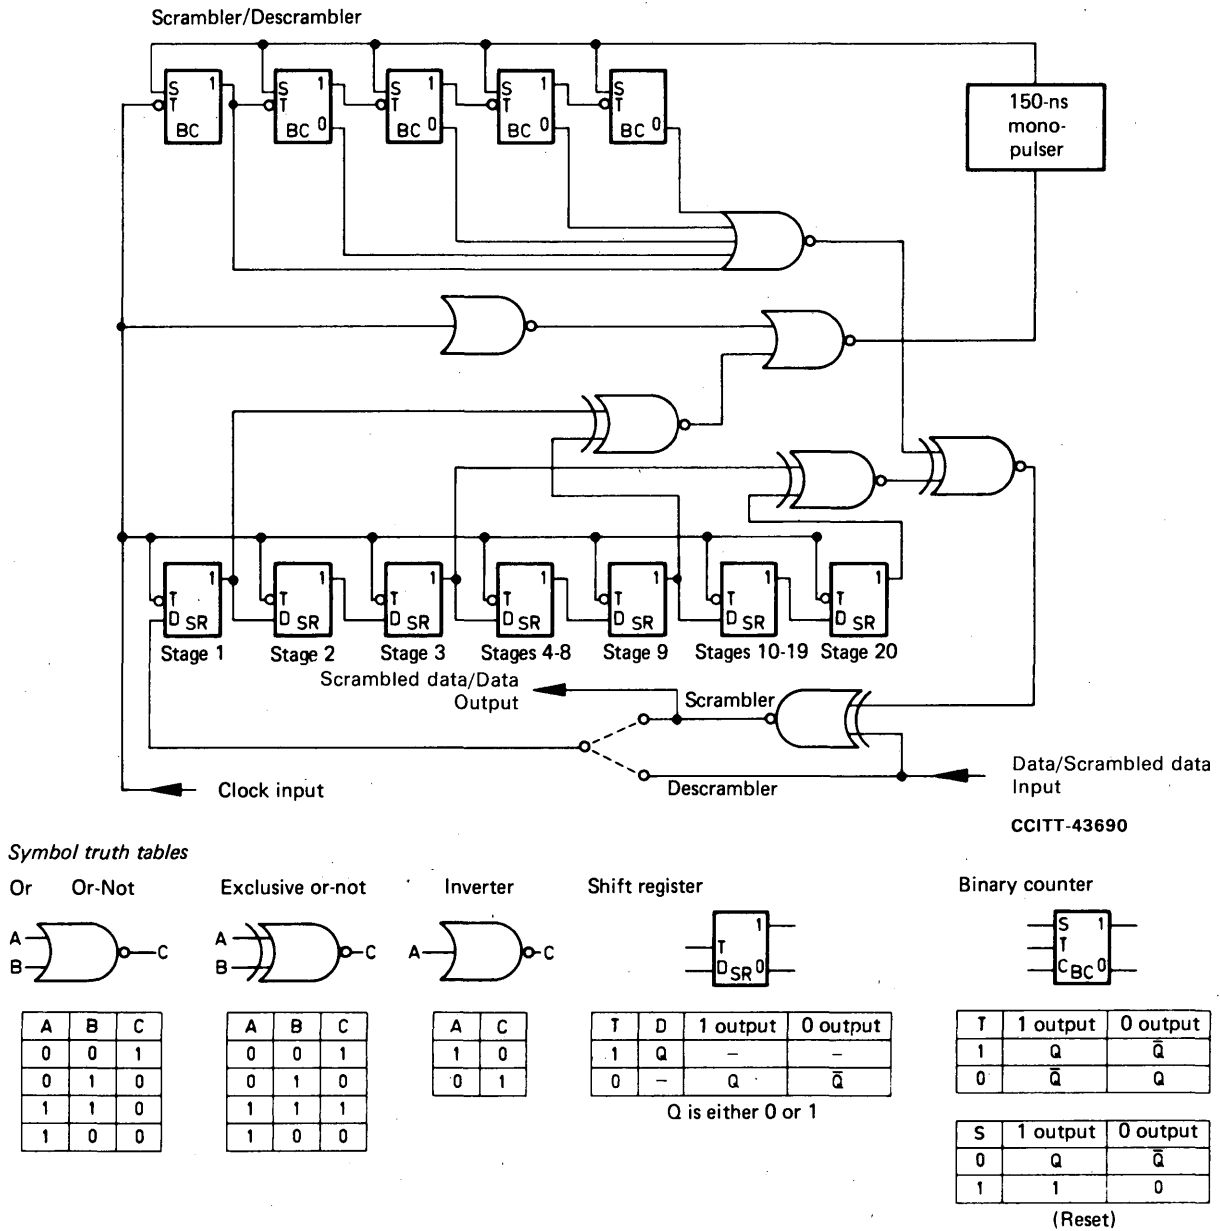 Scrambler/Descrambler
S 1 T BC
S 1 T BC 0
S 1 T BC 0
S 1 T BC 0
S T BC 0
150-ns
mono-
pulser
1 T D SR
1 T D SR
1 T D SR
1 T D SR
1 T D SR
1 T D SR
1 T D SR
Stage 1 Stage 2 Stage 3 Stages 4-8 Stage 9 Stages 10-19 Stage 20
Scrambled data/Data
Output
Scrambler
Descrambler
Data/Scrambled data
Input
Clock input
CCITT-43690
Symbol truth tables
Or Or-Not
A
B
C
A B C
0 0 1
0 1 0
1 1 0
1 0 0
Exclusive or-not
A
B
C
A B C
0 0 1
0 1 0
1 1 1
1 0 0
Inverter
A C
A C
1 0
0 1
Shift register
1
T
D SR 0
T D 1 output 0 output
1 Q – –
0 – Q Q̅
Q is either 0 or 1
Binary counter
S 1
T
C BC 0
T 1 output 0 output
1 Q Q̅
0 Q̅ Q
S 1 output 0 output
0 Q Q̅
1 1 0
(Reset)